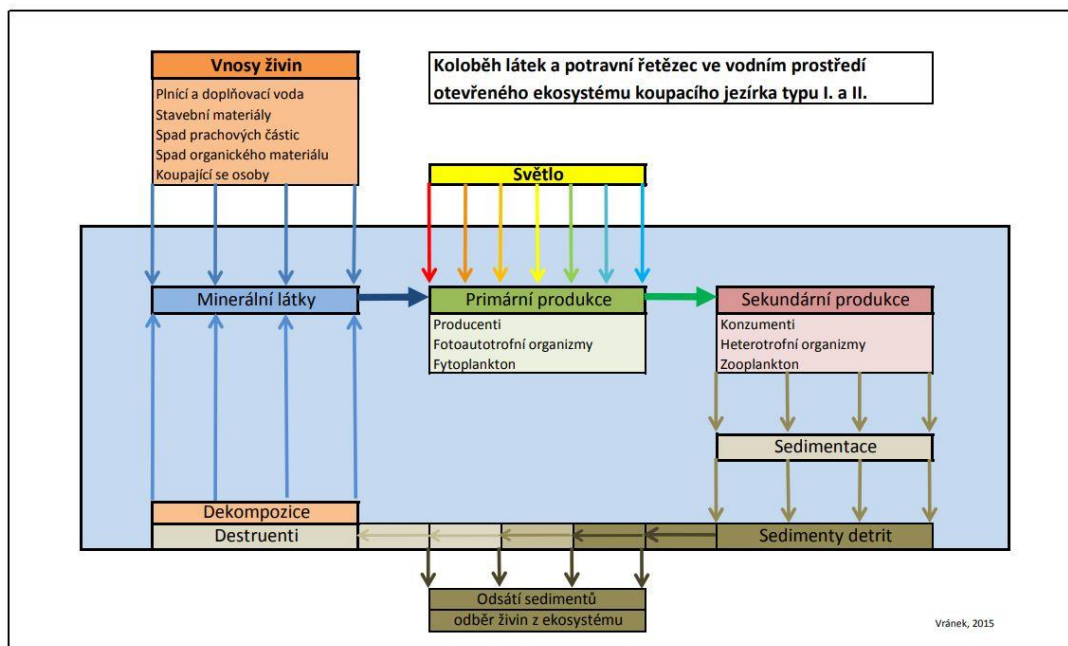 Vnosy živin
Plnící a doplňovací voda
Stavební materiály
Spad prachových částic
Spad organického materiálu
Koupající se osoby
Koloběh látek a potravní řetězec ve vodním prostředí
otevřeného ekosystému koupacího jezírka typu I. a II.
Světlo
Minerální látky
Primární produkce
Producenti
Fotoautotrofní organizmy
Fytoplankton
Sekundární produkce
Konzumenti
Heterotrofní organizmy
Zooplankton
Sedimentace
Dekompozice
Destruenti
Sedimenty detrit
Odsátí sedimentů
odběr živin z ekosystému
Vránek, 2015